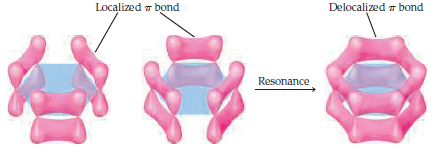 Localized π bond
Delocalized π bond
Resonance